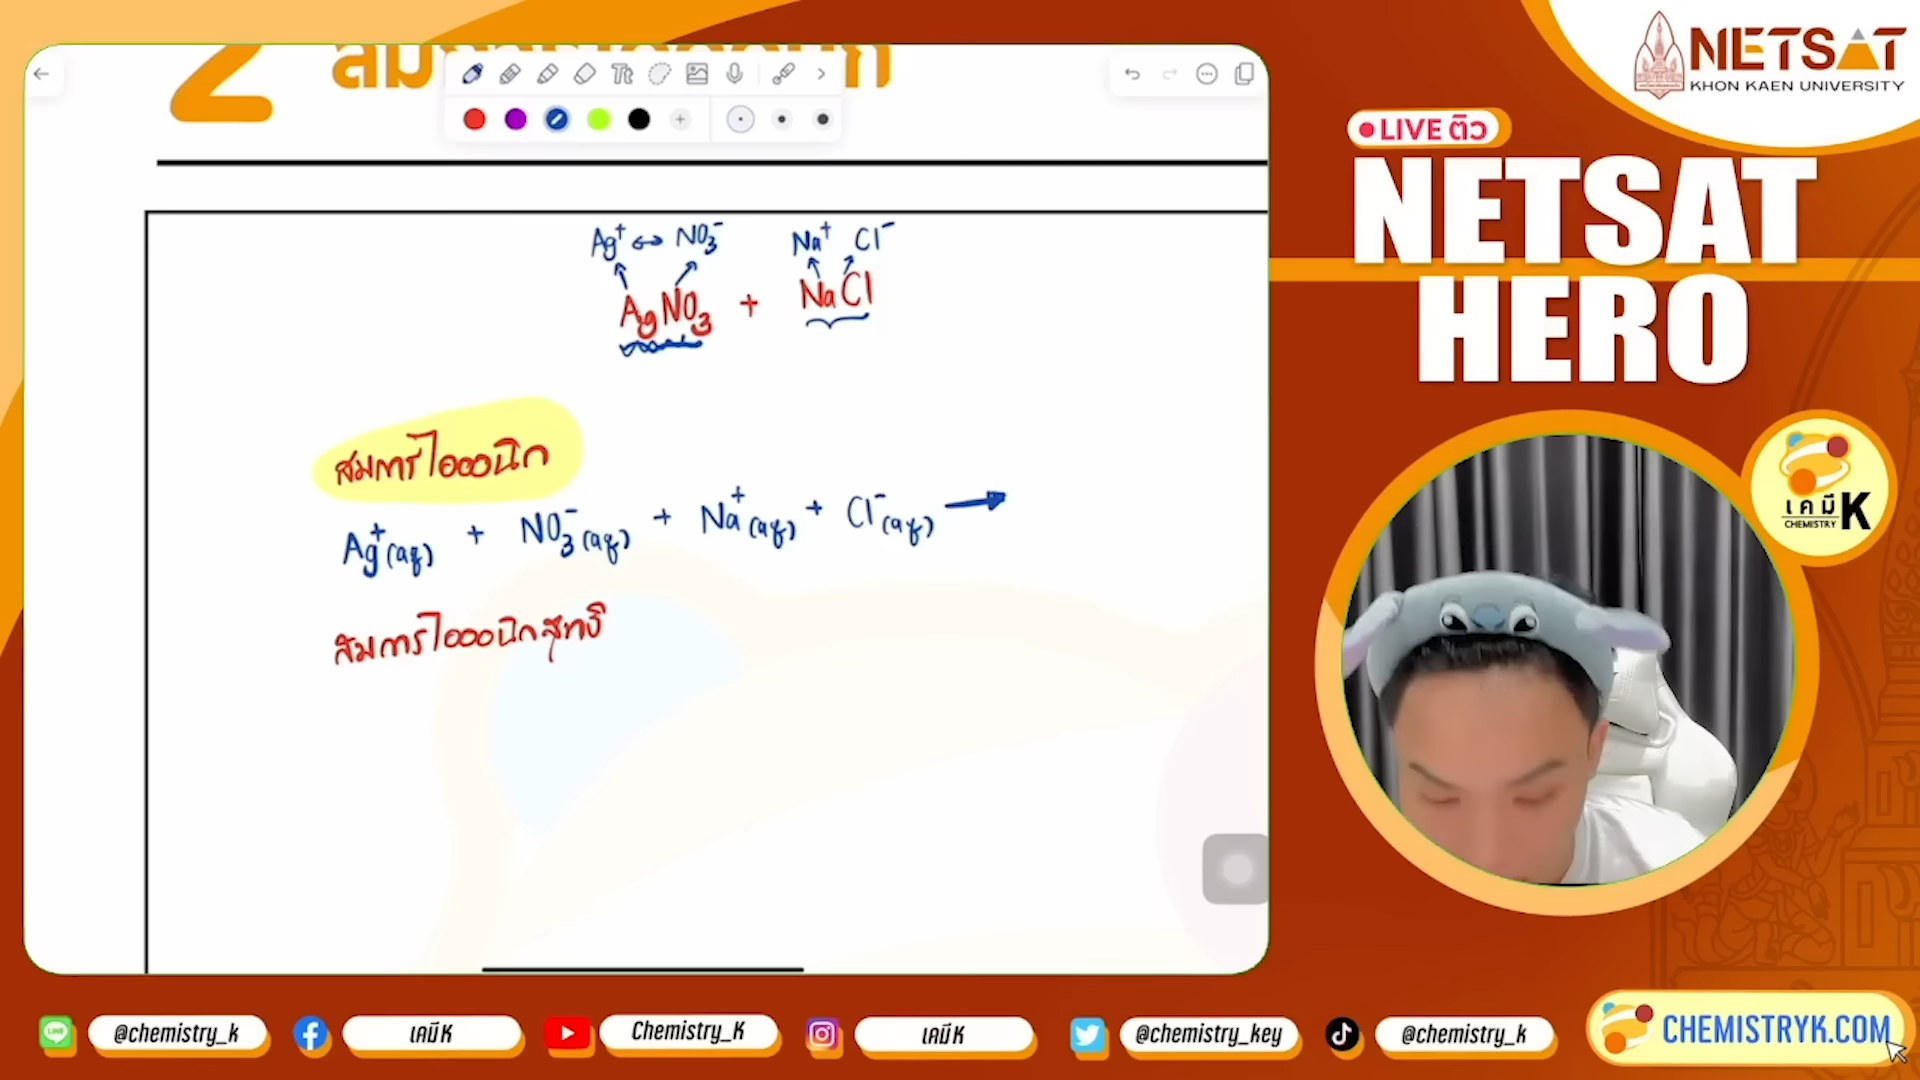 2
Ag⁺ ↔ NO₃⁻ Na⁺ Cl⁻
AgNO₃ + NaCl
สมการไอออนิก
Ag⁺(aq) + NO₃⁻(aq) + Na⁺(aq) + Cl⁻(aq) →
สมการไอออนิกสุทธิ
NETSAT
KHON KAEN UNIVERSITY
LIVE ติว
NETSAT
HERO
เคมี K
CHEMISTRY
LINE
@chemistry_k
เคมี K
Chemistry_K
เคมี K
@chemistry_key
@chemistry_k
CHEMISTRYK.COM